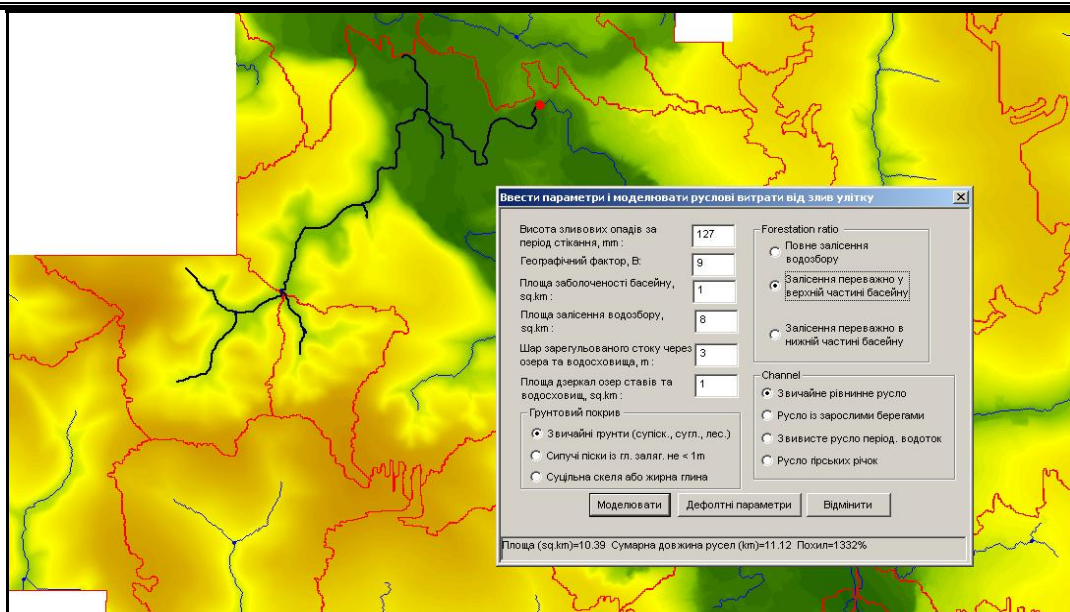 Ввести параметри і моделювати руслові витрати від злив улітку
Висота зливових опадів за
період стікання, mm :
127
Географічний фактор, В:
9
Площа заболоченості басейну,
sq.km :
1
Площа залісення водозбору,
sq.km :
8
Шар зарегульованого стоку через
озера та водосховища, m :
3
Площа дзеркал озер ставів та
водосховищ, sq.km :
1
Грунтовий покрив
Звичайні грунти (супіск., сугл., лес.)
Сипучі піски із гл. заляг. не < 1m
Суцільна скеля або жирна глина
Forestation ratio
Повне залісення
водозбору
Залісення переважно у
верхній частині басейну
Залісення переважно в
нижній частині басейну
Channel
Звичайне рівнинне русло
Русло із зарослими берегами
Звивисте русло період. водоток
Русло гірських річок
Моделювати
Дефолтні параметри
Відмінити
Площа (sq.km)=10.39 Сумарна довжина русел (km)=11.12 Похил=1332%